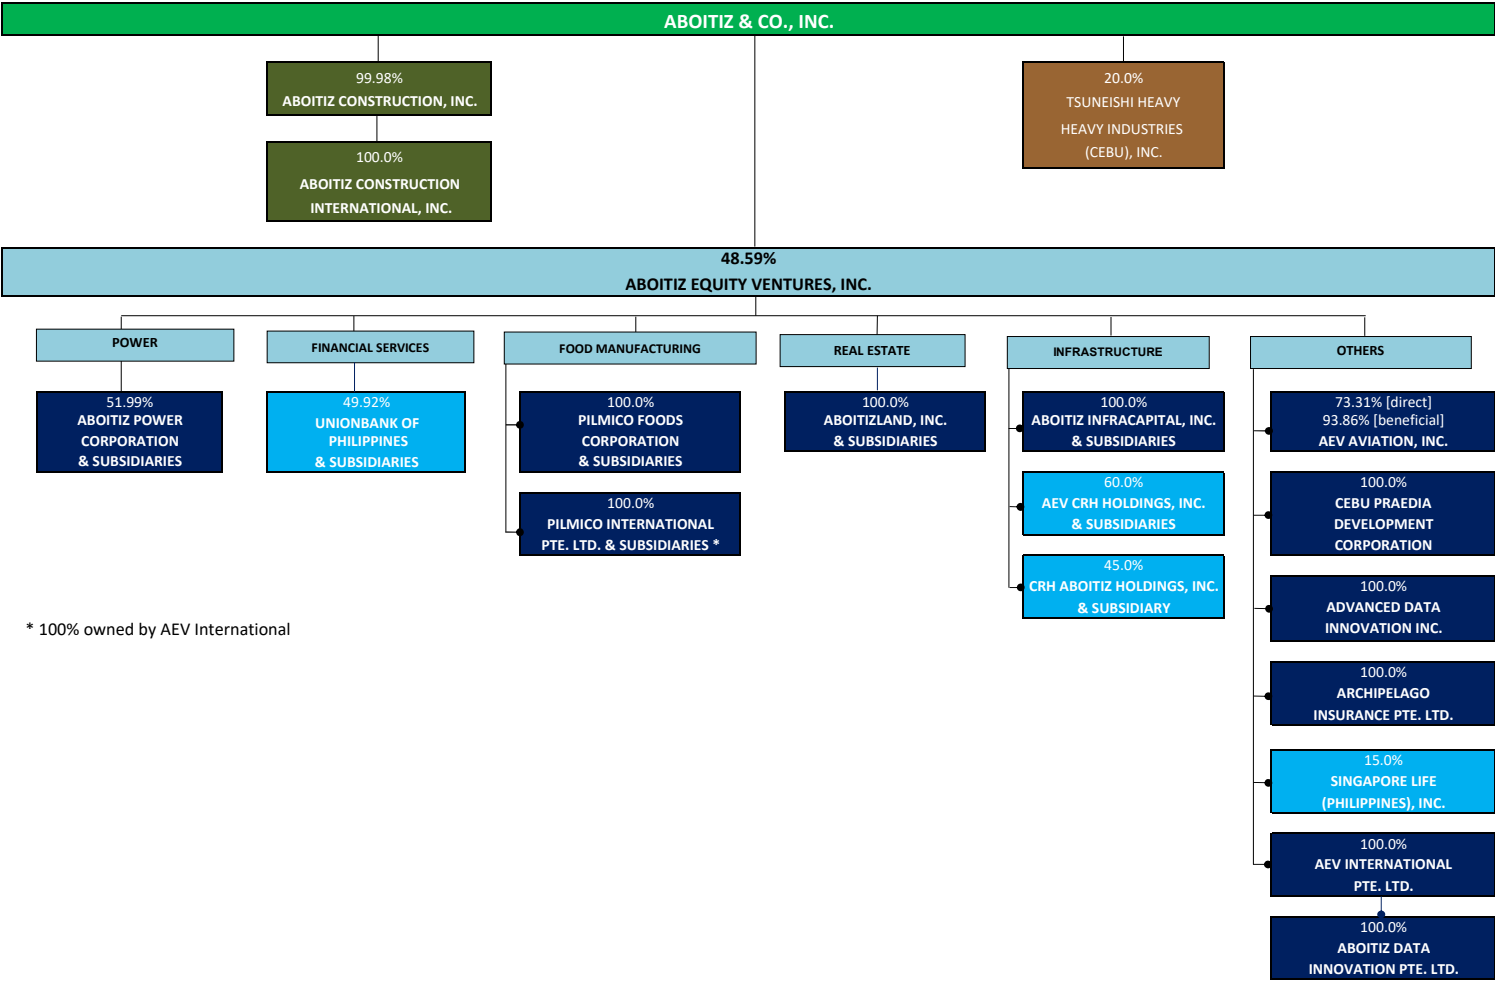 ABOITIZ & CO., INC.
99.98%
ABOITIZ CONSTRUCTION, INC.
100.0%
ABOITIZ CONSTRUCTION
INTERNATIONAL, INC.
20.0%
TSUNEISHI HEAVY
HEAVY INDUSTRIES
(CEBU), INC.
48.59%
ABOITIZ EQUITY VENTURES, INC.
POWER
51.99%
ABOITIZ POWER
CORPORATION
& SUBSIDIARIES
FINANCIAL SERVICES
49.92%
UNIONBANK OF
PHILIPPINES
& SUBSIDIARIES
FOOD MANUFACTURING
100.0%
PILMICO FOODS
CORPORATION
& SUBSIDIARIES
100.0%
PILMICO INTERNATIONAL
PTE. LTD. & SUBSIDIARIES *
REAL ESTATE
100.0%
ABOITIZLAND, INC.
& SUBSIDIARIES
INFRASTRUCTURE
100.0%
ABOITIZ INFRACAPITAL, INC.
& SUBSIDIARIES
60.0%
AEV CRH HOLDINGS, INC.
& SUBSIDIARIES
45.0%
CRH ABOITIZ HOLDINGS, INC.
& SUBSIDIARY
OTHERS
73.31% [direct]
93.86% [beneficial]
AEV AVIATION, INC.
100.0%
CEBU PRAEDIA
DEVELOPMENT
CORPORATION
100.0%
ADVANCED DATA
INNOVATION INC.
100.0%
ARCHIPELAGO
INSURANCE PTE. LTD.
15.0%
SINGAPORE LIFE
(PHILIPPINES), INC.
100.0%
AEV INTERNATIONAL
PTE. LTD.
100.0%
ABOITIZ DATA
INNOVATION PTE. LTD.
* 100% owned by AEV International